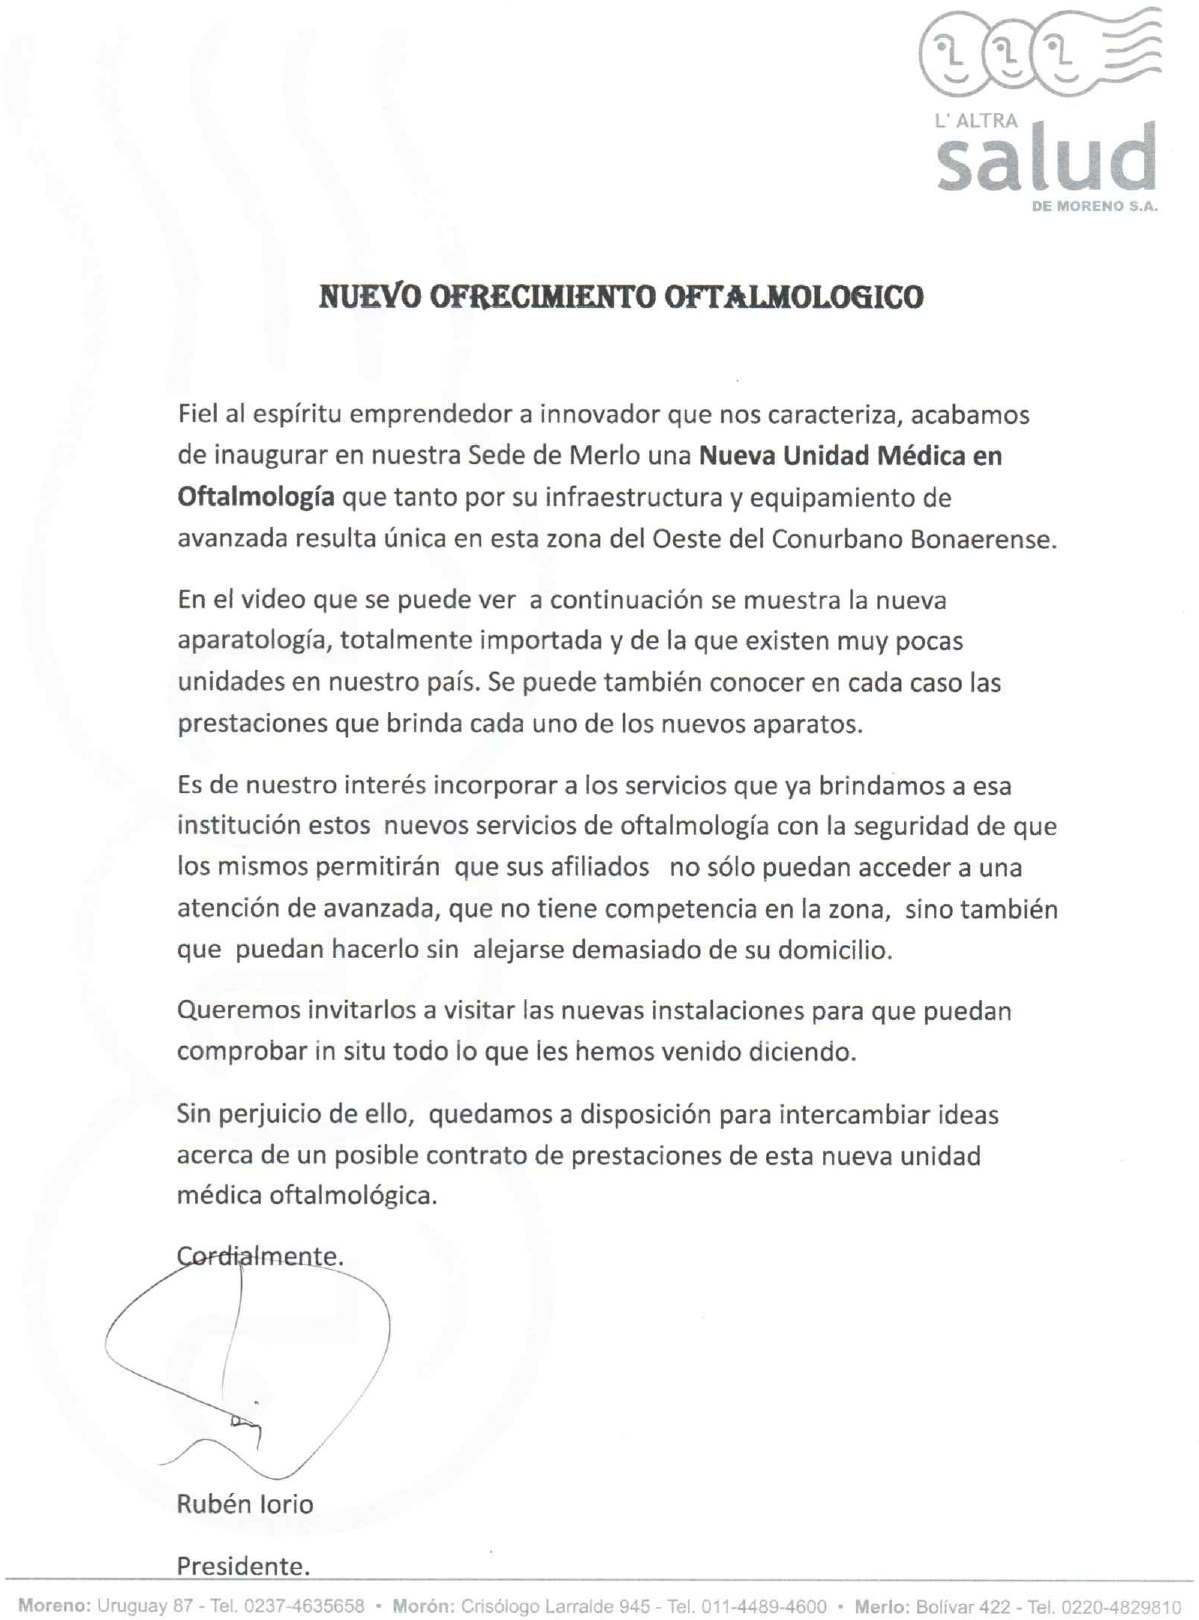 L' ALTRA
salud
DE MORENO S.A.
NUEVO OFRECIMIENTO OFTALMOLOGICO
Fiel al espíritu emprendedor a innovador que nos caracteriza, acabamos
de inaugurar en nuestra Sede de Merlo una Nueva Unidad Médica en
Oftalmología que tanto por su infraestructura y equipamiento de
avanzada resulta única en esta zona del Oeste del Conurbano Bonaerense.
En el video que se puede ver a continuación se muestra la nueva
aparatología, totalmente importada y de la que existen muy pocas
unidades en nuestro país. Se puede también conocer en cada caso las
prestaciones que brinda cada uno de los nuevos aparatos.
Es de nuestro interés incorporar a los servicios que ya brindamos a esa
institución estos nuevos servicios de oftalmología con la seguridad de que
los mismos permitirán que sus afiliados no sólo puedan acceder a una
atención de avanzada, que no tiene competencia en la zona, sino también
que puedan hacerlo sin alejarse demasiado de su domicilio.
Queremos invitarlos a visitar las nuevas instalaciones para que puedan
comprobar in situ todo lo que les hemos venido diciendo.
Sin perjuicio de ello, quedamos a disposición para intercambiar ideas
acerca de un posible contrato de prestaciones de esta nueva unidad
médica oftalmológica.
Cordialmente.
Rubén Iorio
Presidente.
Moreno: Uruguay 87 - Tel. 0237-4635658 • Morón: Crisólogo Larralde 945 - Tel. 011-4489-4600 • Merlo: Bolívar 422 - Tel. 0220-4829810